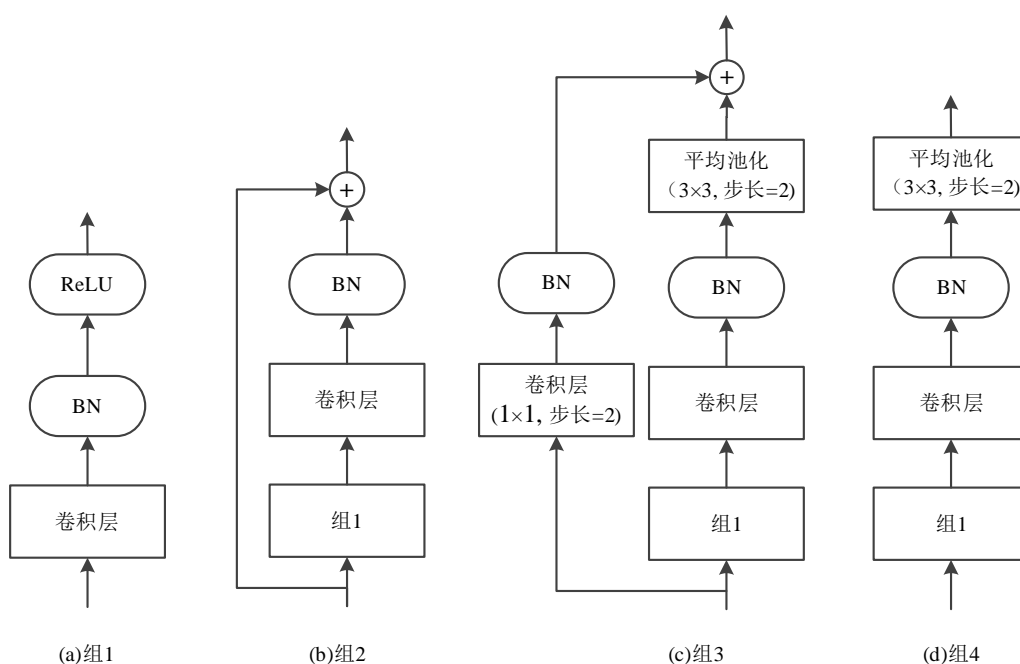 ReLU
BN
卷积层
(a)组1
+
BN
卷积层
组1
(b)组2
+
平均池化
（3×3, 步长=2)
BN
BN
卷积层
(1×1, 步长=2)
卷积层
组1
(c)组3
平均池化
（3×3, 步长=2)
BN
卷积层
组1
(d)组4